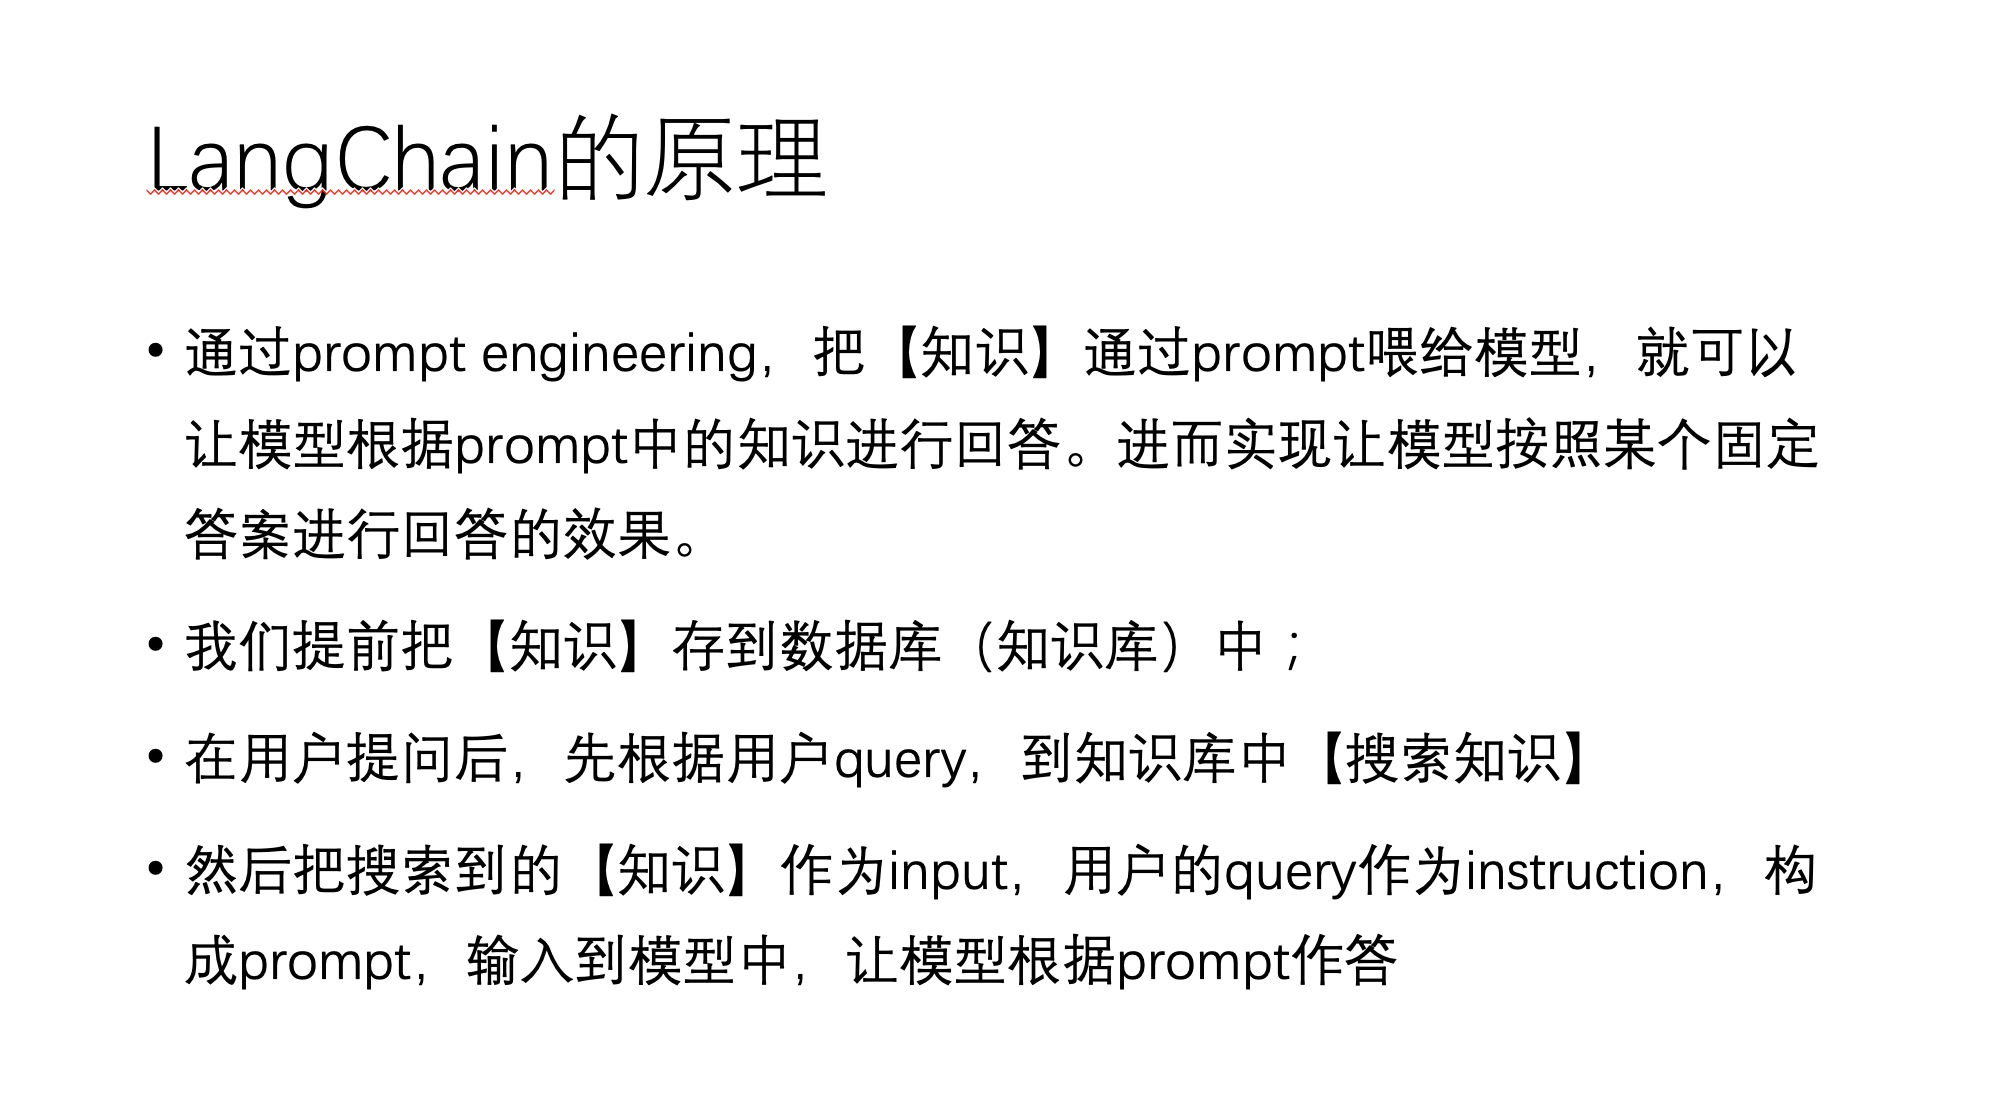 LangChain的原理
• 通过prompt engineering，把【知识】通过prompt喂给模型，就可以
让模型根据prompt中的知识进行回答。进而实现让模型按照某个固定
答案进行回答的效果。
• 我们提前把【知识】存到数据库（知识库）中；
• 在用户提问后，先根据用户query，到知识库中【搜索知识】
• 然后把搜索到的【知识】作为input，用户的query作为instruction，构
成prompt，输入到模型中，让模型根据prompt作答